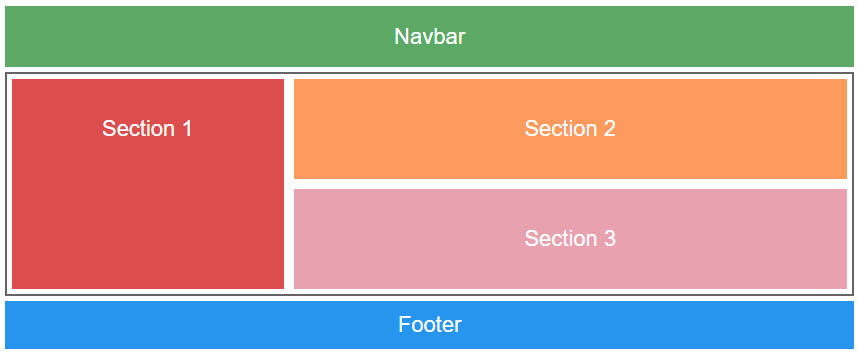 Navbar
Section 1
Section 2
Section 3
Footer